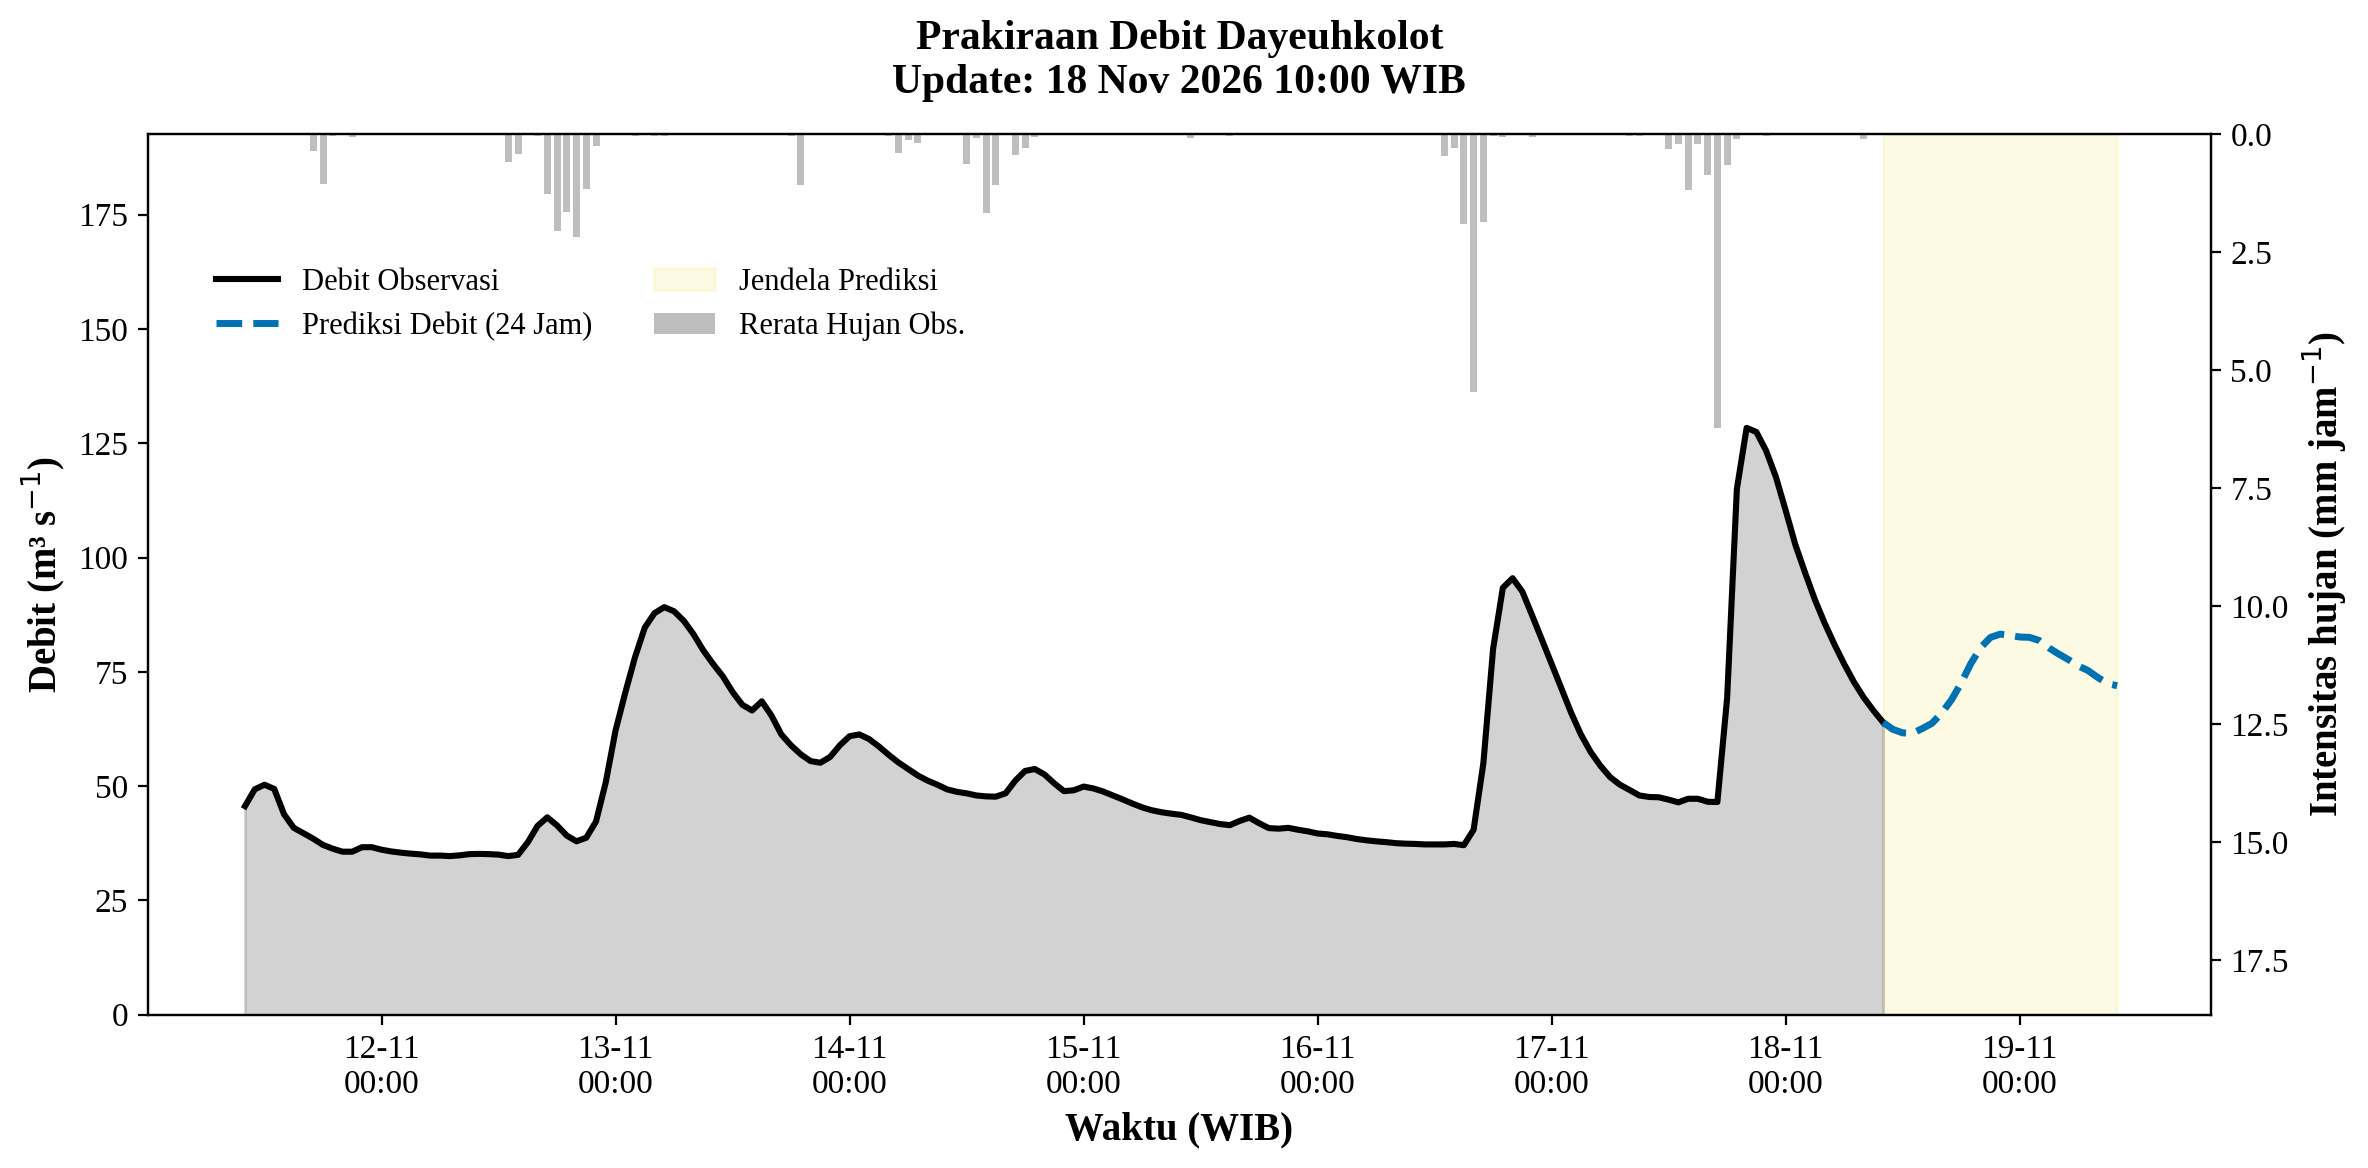 Prakiraan Debit Dayeuhkolot
Update: 18 Nov 2026 10:00 WIB
Debit (m³ s⁻¹)
175
150
125
100
75
50
25
0
Debit Observasi
Prediksi Debit (24 Jam)
Jendela Prediksi
Rerata Hujan Obs.
0.0
2.5
5.0
7.5
10.0
12.5
15.0
17.5
Intensitas hujan (mm jam⁻¹)
12-11 13-11 14-11 15-11 16-11 17-11 18-11 19-11
00:00 00:00 00:00 00:00 00:00 00:00 00:00 00:00
Waktu (WIB)